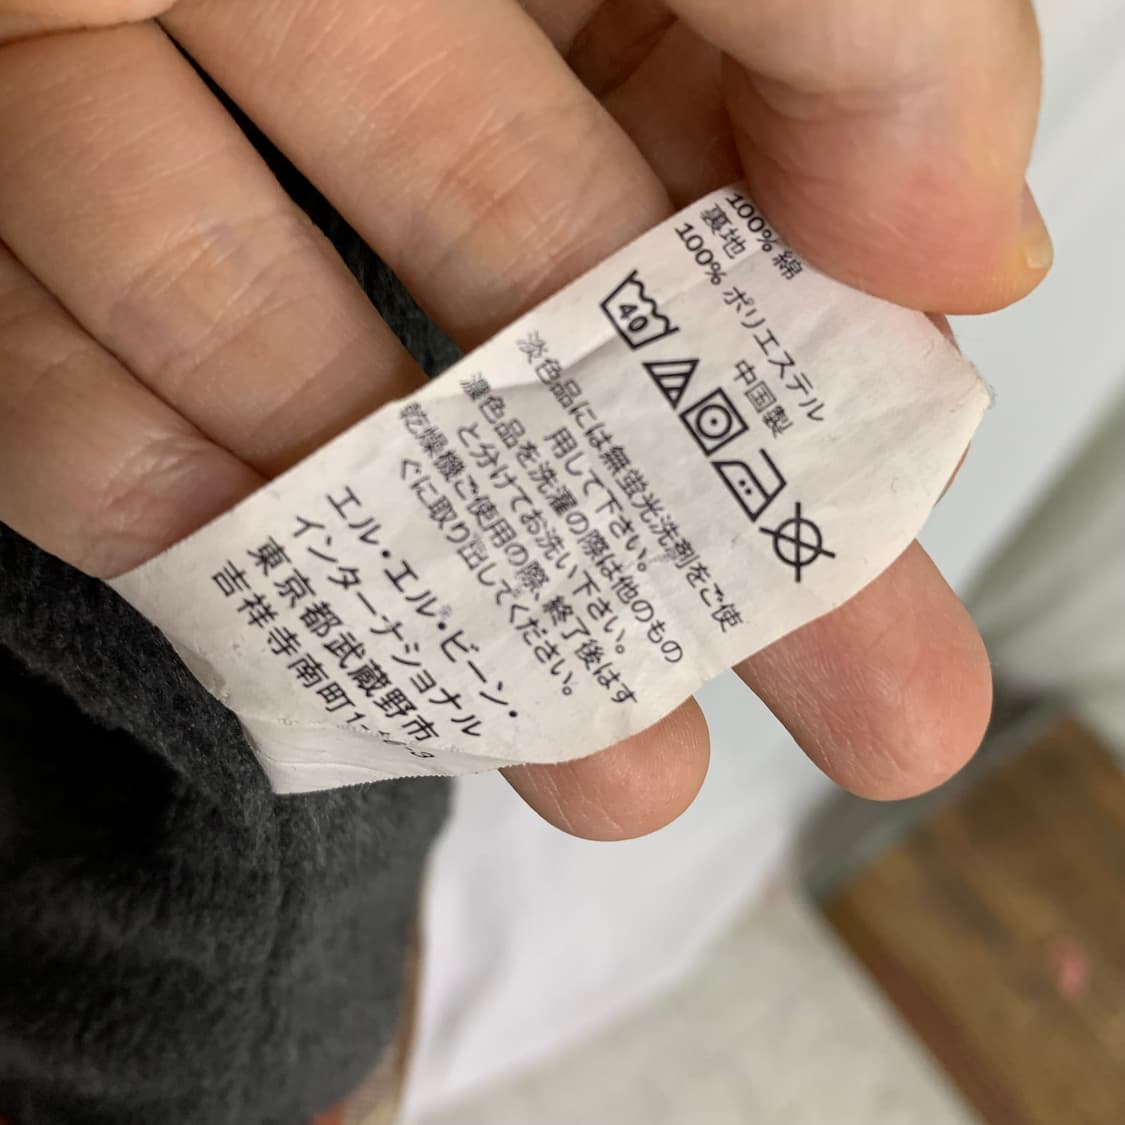 100% 綿
裏地
100% ポリエステル
中国製
40
淡色品には無蛍光洗剤をご使
用して下さい。
濃色品を洗濯の際は他のもの
と分けてお洗い下さい。
乾燥機ご使用の際、終了後はす
ぐに取り出してください。
エル・エル・ビーン・
インターナショナル
東京都武蔵野市
吉祥寺南町